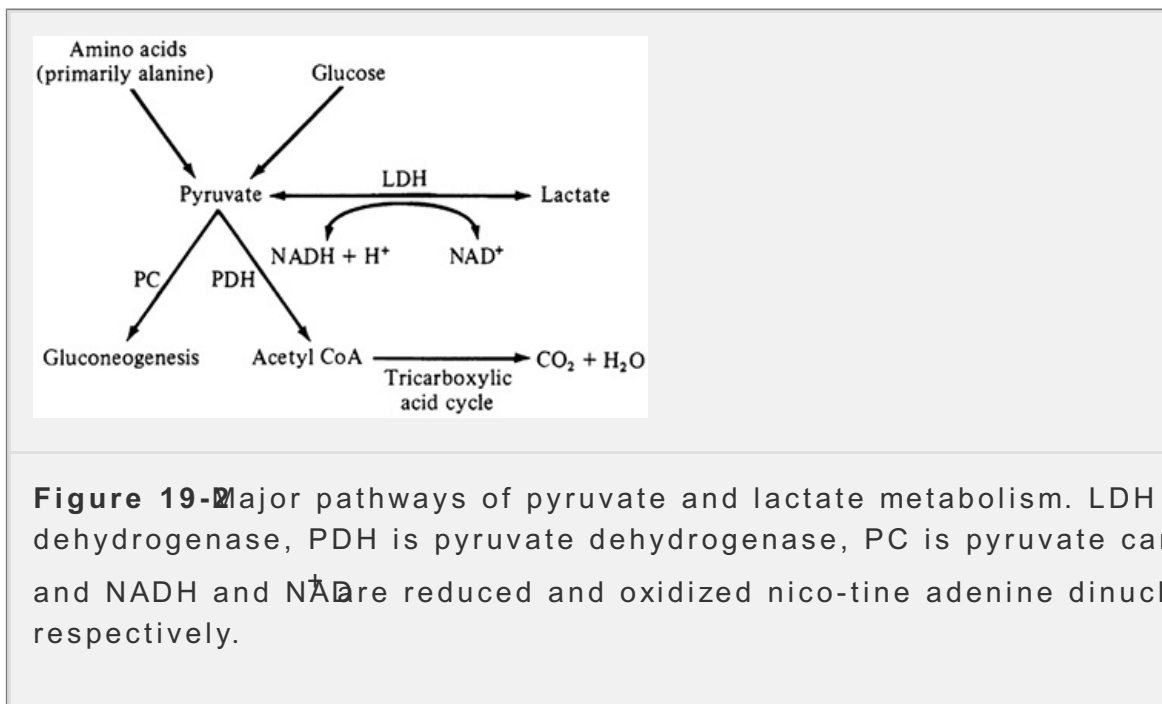 Amino acids
(primarily alanine)
Glucose
Pyruvate
LDH
Lactate
NADH + H⁺
NAD⁺
PC
PDH
Gluconeogenesis
Acetyl CoA
CO₂ + H₂O
Tricarboxylic
acid cycle
Figure 19-2 Major pathways of pyruvate and lactate metabolism. LDH
dehydrogenase, PDH is pyruvate dehydrogenase, PC is pyruvate
and NADH and NAD⁺ are reduced and oxidized nico-tine adenine
respectively.